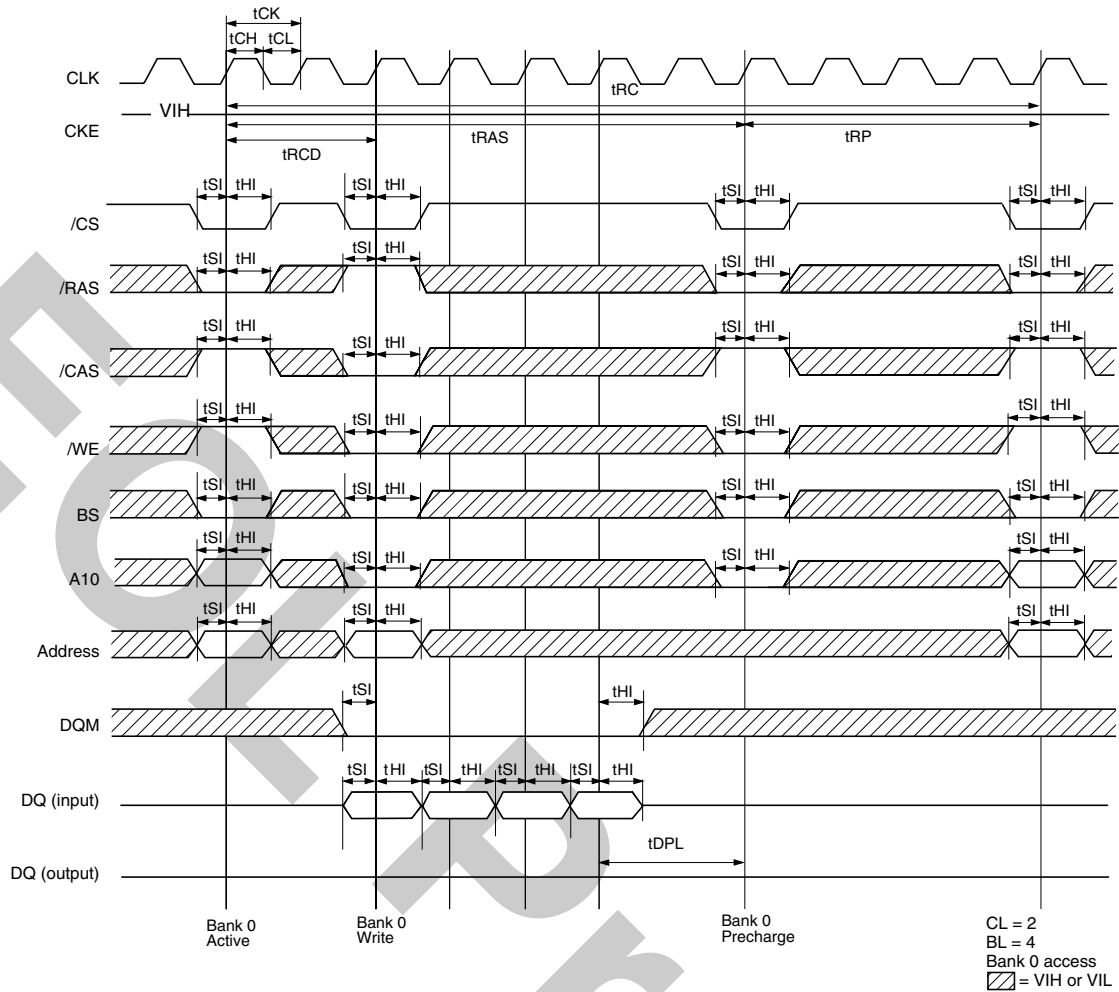 tCK
tCH tCL
CLK
tRC
VIH
CKE
tRAS tRP
tRCD
tSI tHI tSI tHI tSI tHI tSI tHI
/CS
tSI tHI tSI tHI tSI tHI tSI tHI
/RAS
tSI tHI tSI tHI tSI tHI tSI tHI
/CAS
tSI tHI tSI tHI tSI tHI tSI tHI
/WE
tSI tHI tSI tHI tSI tHI tSI tHI
BS
tSI tHI tSI tHI tSI tHI tSI tHI
A10
tSI tHI tSI tHI tSI tHI
Address
tSI tHI
DQM
tSI tHI tSI tHI tSI tHI tSI tHI
DQ (input)
tDPL
DQ (output)
Bank 0
Active
Bank 0
Write
Bank 0
Precharge
CL = 2
BL = 4
Bank 0 access
= VIH or VIL